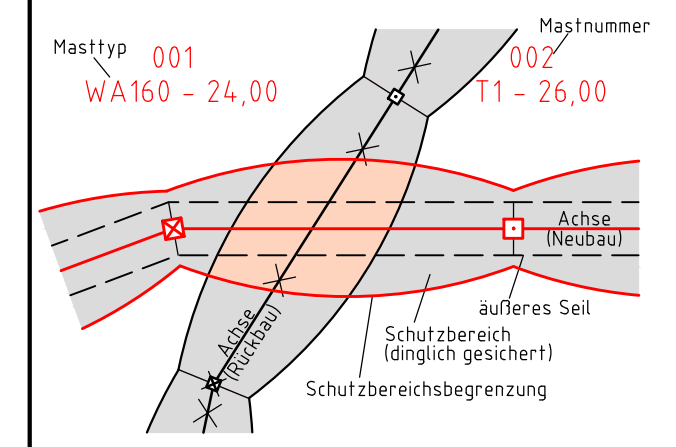 Mastnummer
Masttyp
001
002
WA160 - 24,00
T1 - 26,00
Achse
(Neubau)
äußeres Seil
Achse
(Rückbau)
Schutzbereich
(dinglich gesichert)
Schutzbereichsbegrenzung